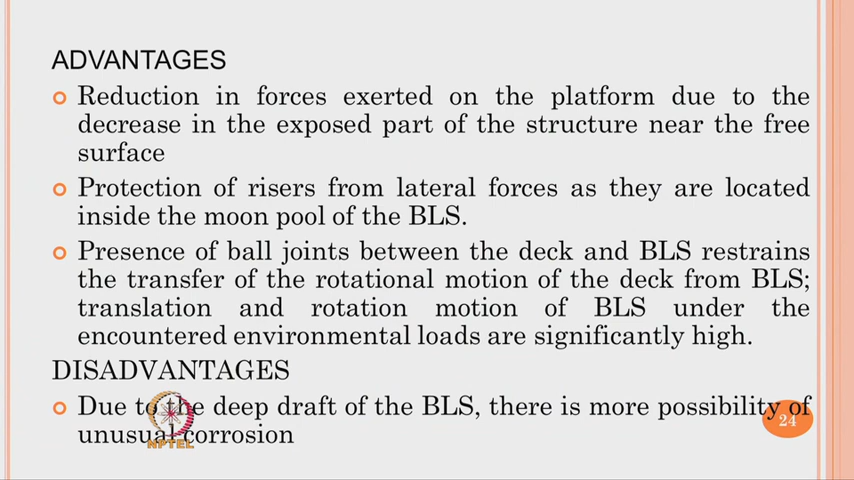 ADVANTAGES
Reduction in forces exerted on the platform due to the
decrease in the exposed part of the structure near the free
surface
Protection of risers from lateral forces as they are located
inside the moon pool of the BLS.
Presence of ball joints between the deck and BLS restrains
the transfer of the rotational motion of the deck from BLS;
translation and rotation motion of BLS under the
encountered environmental loads are significantly high.
DISADVANTAGES
Due to the deep draft of the BLS, there is more possibility of
unusual corrosion
24
NPTEL